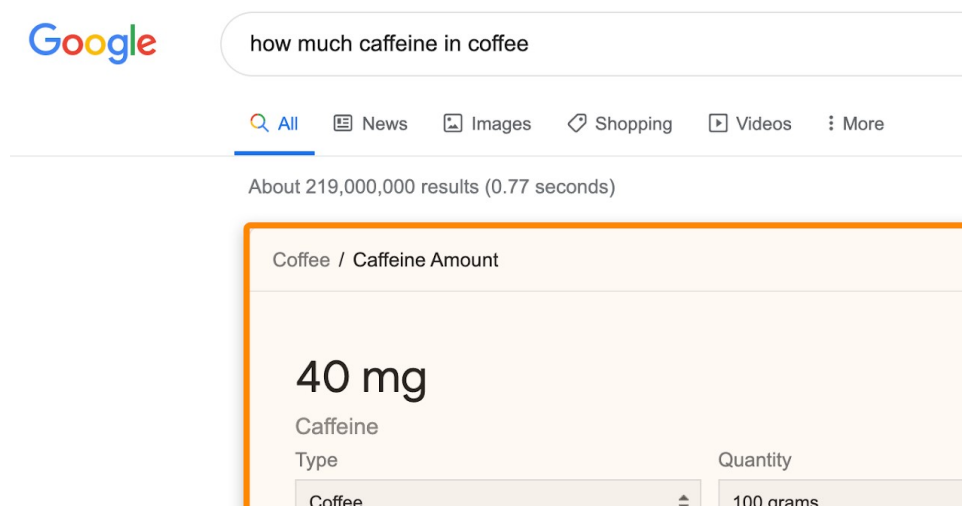 Google
how much caffeine in coffee
All News Images Shopping Videos More
About 219,000,000 results (0.77 seconds)
Coffee / Caffeine Amount
40 mg
Caffeine
Type Quantity
Coffee 100 grams